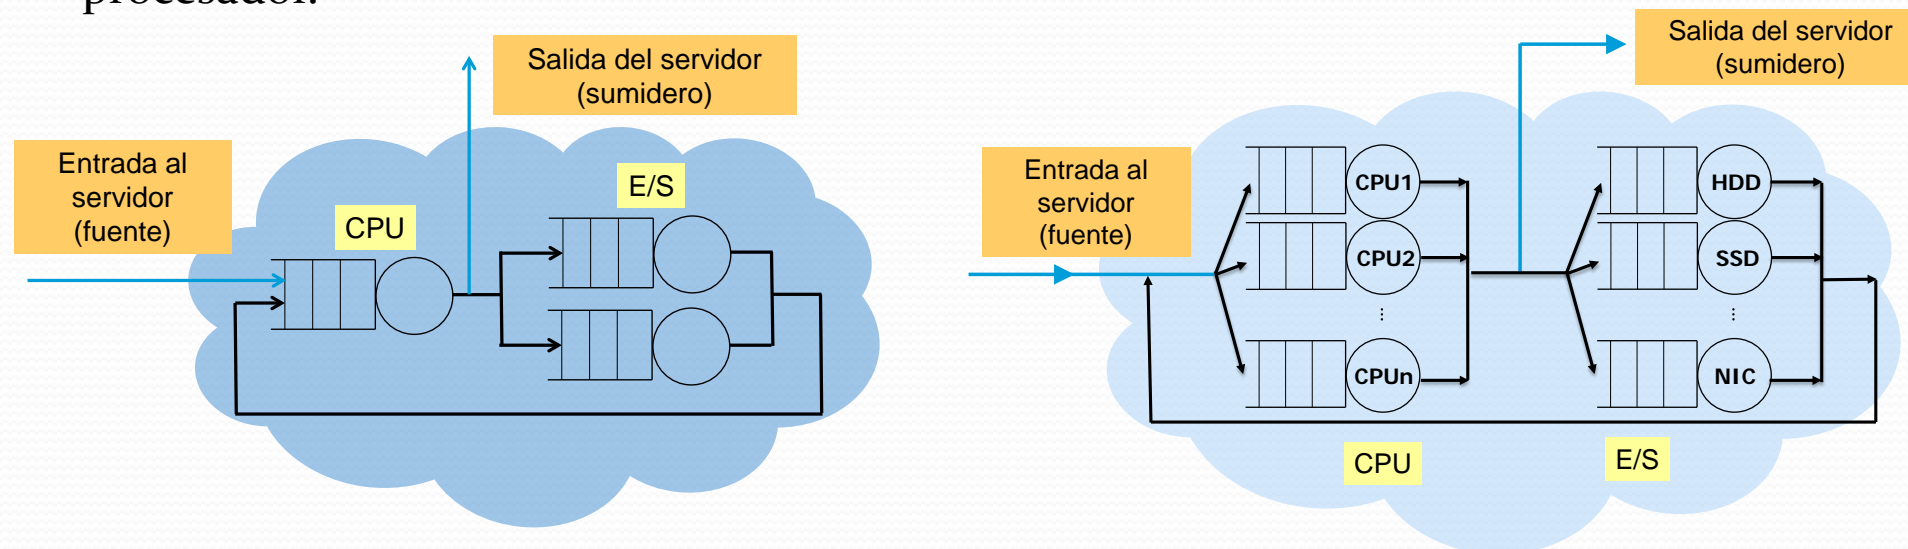 procesador.
Salida del servidor
(sumidero)
Entrada al
servidor
(fuente)
CPU
E/S
Salida del servidor
(sumidero)
Entrada al
servidor
(fuente)
CPU1
CPU2
...
CPUn
HDD
SSD
...
NIC
CPU
E/S